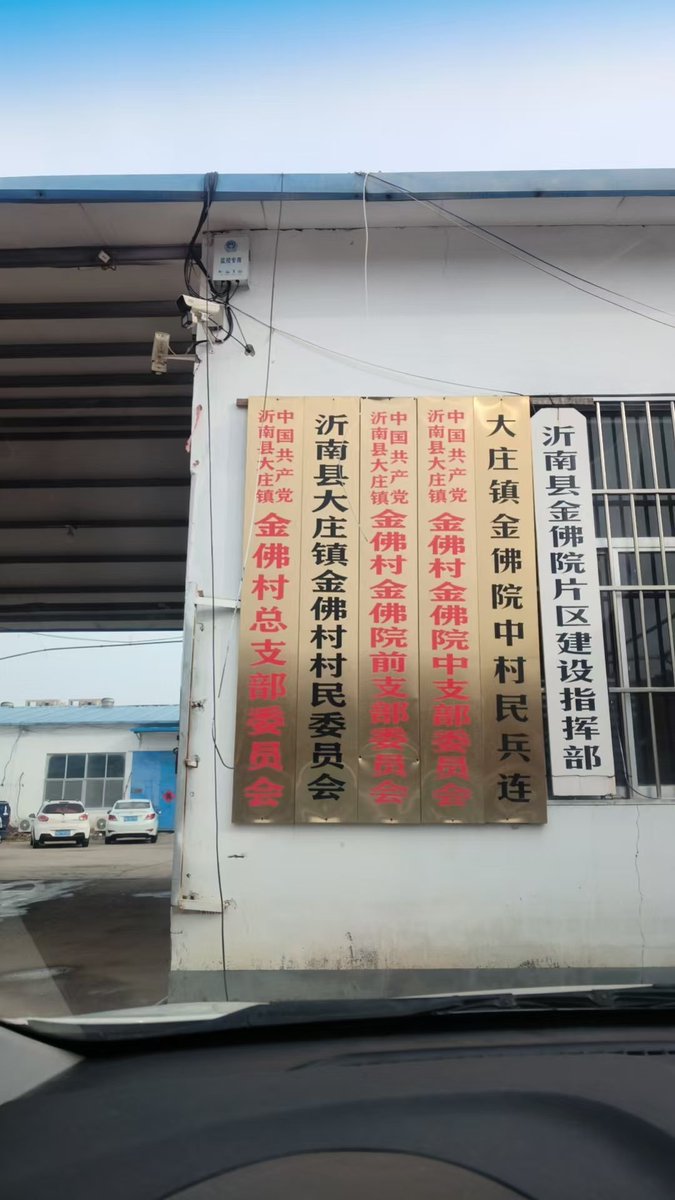 监控专用
中国共产党
沂南县大庄镇
金佛村总支部委员会
沂南县大庄镇金佛村村民委员会
中国共产党
沂南县大庄镇
金佛村金佛院前支部委员会
中国共产党
沂南县大庄镇
金佛村金佛院中支部委员会
大庄镇金佛院中村民兵连
沂南县金佛院片区建设指挥部